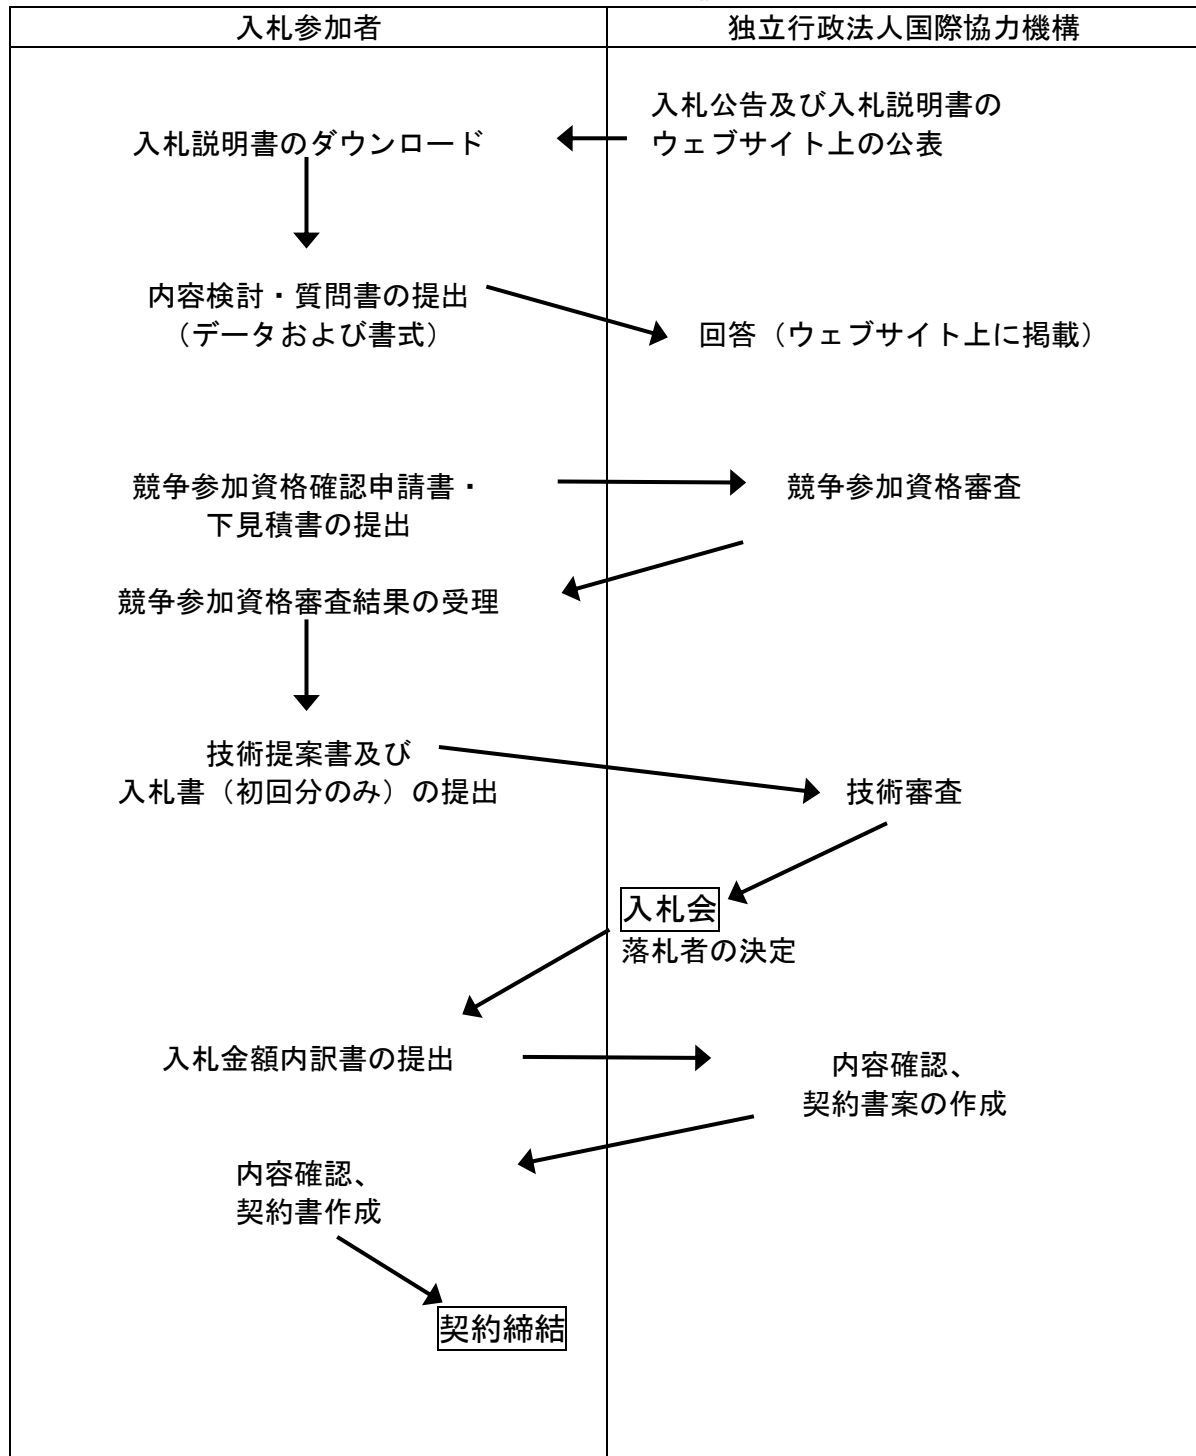 入札参加者
独立行政法人国際協力機構
入札公告及び入札説明書の
ウェブサイト上の公表
入札説明書のダウンロード
内容検討・質問書の提出
（データおよび書式）
回答（ウェブサイト上に掲載）
競争参加資格確認申請書・
下見積書の提出
競争参加資格審査
競争参加資格審査結果の受理
技術提案書及び
入札書（初回分のみ）の提出
技術審査
入札会
落札者の決定
入札金額内訳書の提出
内容確認、
契約書案の作成
内容確認、
契約書作成
契約締結